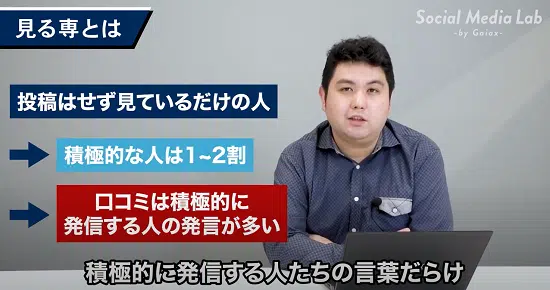 見る専とは
Social Media Lab
-by Gaiax-
投稿はせず見ているだけの人
積極的な人は1~2割
口コミは積極的に
発信する人の発言が多い
積極的に発信する人たちの言葉だらけ